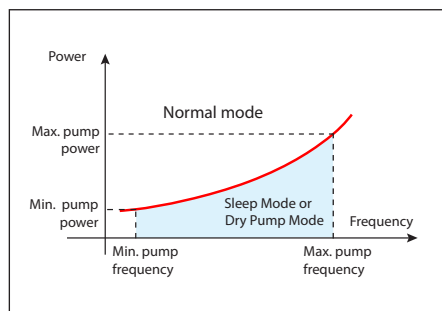 Power
Normal mode
Max. pump
power
Min. pump
power
Sleep Mode or
Dry Pump Mode
Frequency
Min. pump
frequency
Max. pump
frequency